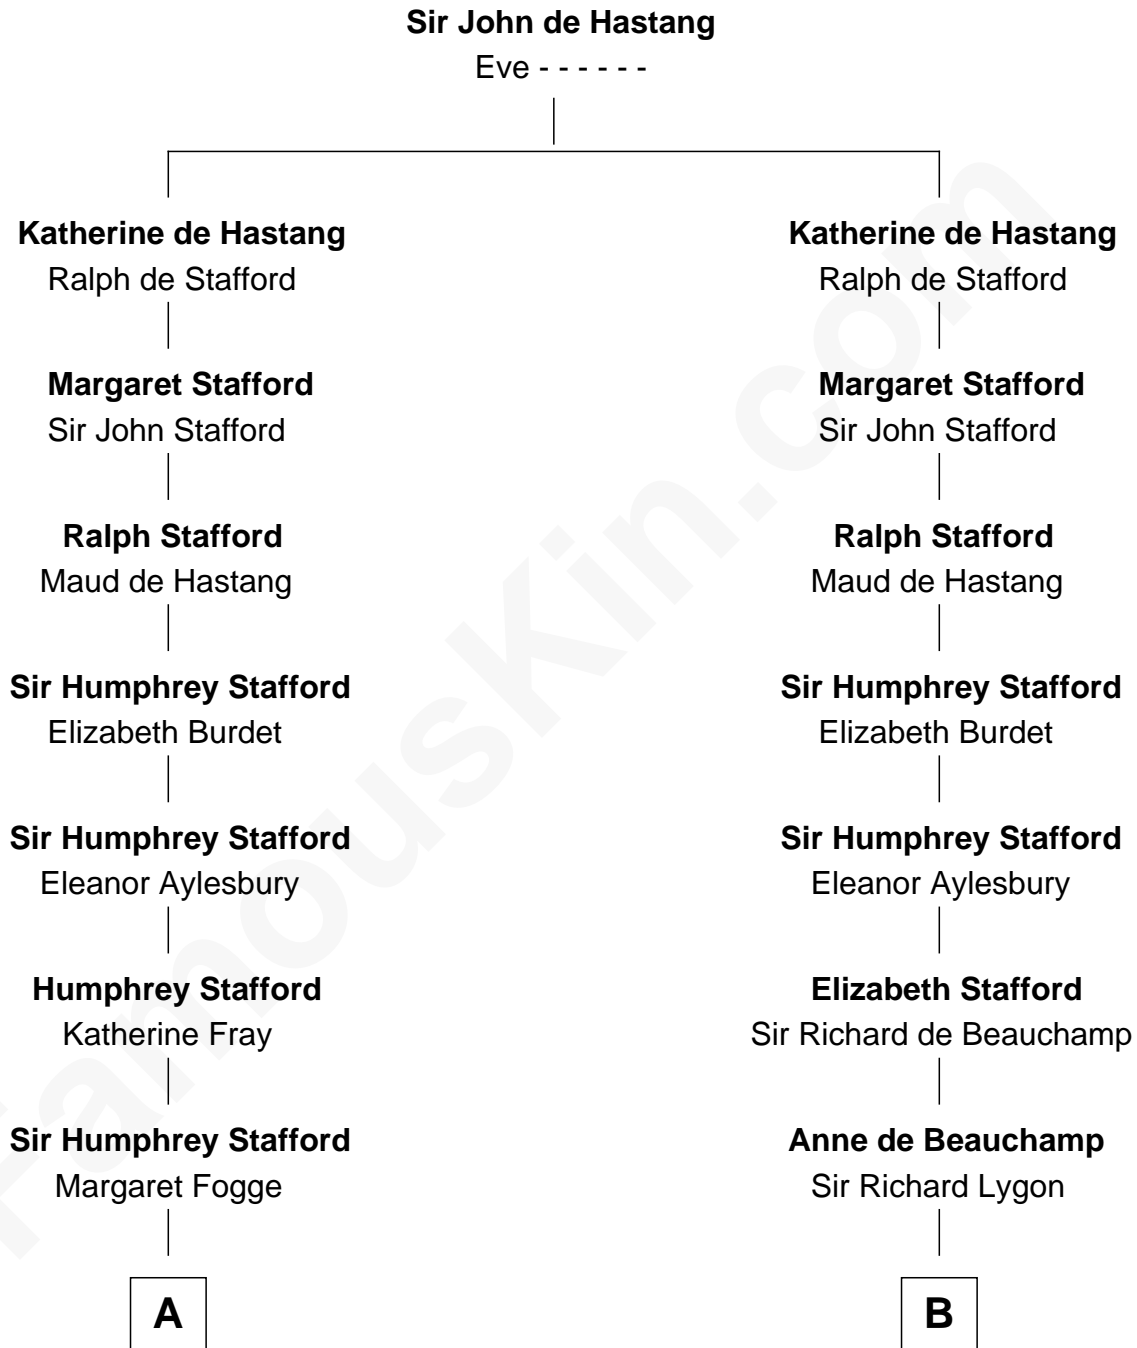 Sir John de Hastang
Eve - - - - - -
Katherine de Hastang
Ralph de Stafford
Margaret Stafford
Sir John Stafford
Ralph Stafford
Maud de Hastang
Sir Humphrey Stafford
Elizabeth Burdet
Sir Humphrey Stafford
Eleanor Aylesbury
Humphrey Stafford
Katherine Fray
Sir Humphrey Stafford
Margaret Fogge
A
Katherine de Hastang
Ralph de Stafford
Margaret Stafford
Sir John Stafford
Ralph Stafford
Maud de Hastang
Sir Humphrey Stafford
Elizabeth Burdet
Sir Humphrey Stafford
Eleanor Aylesbury
Elizabeth Stafford
Sir Richard de Beauchamp
Anne de Beauchamp
Sir Richard Lygon
B
FamousKin.com